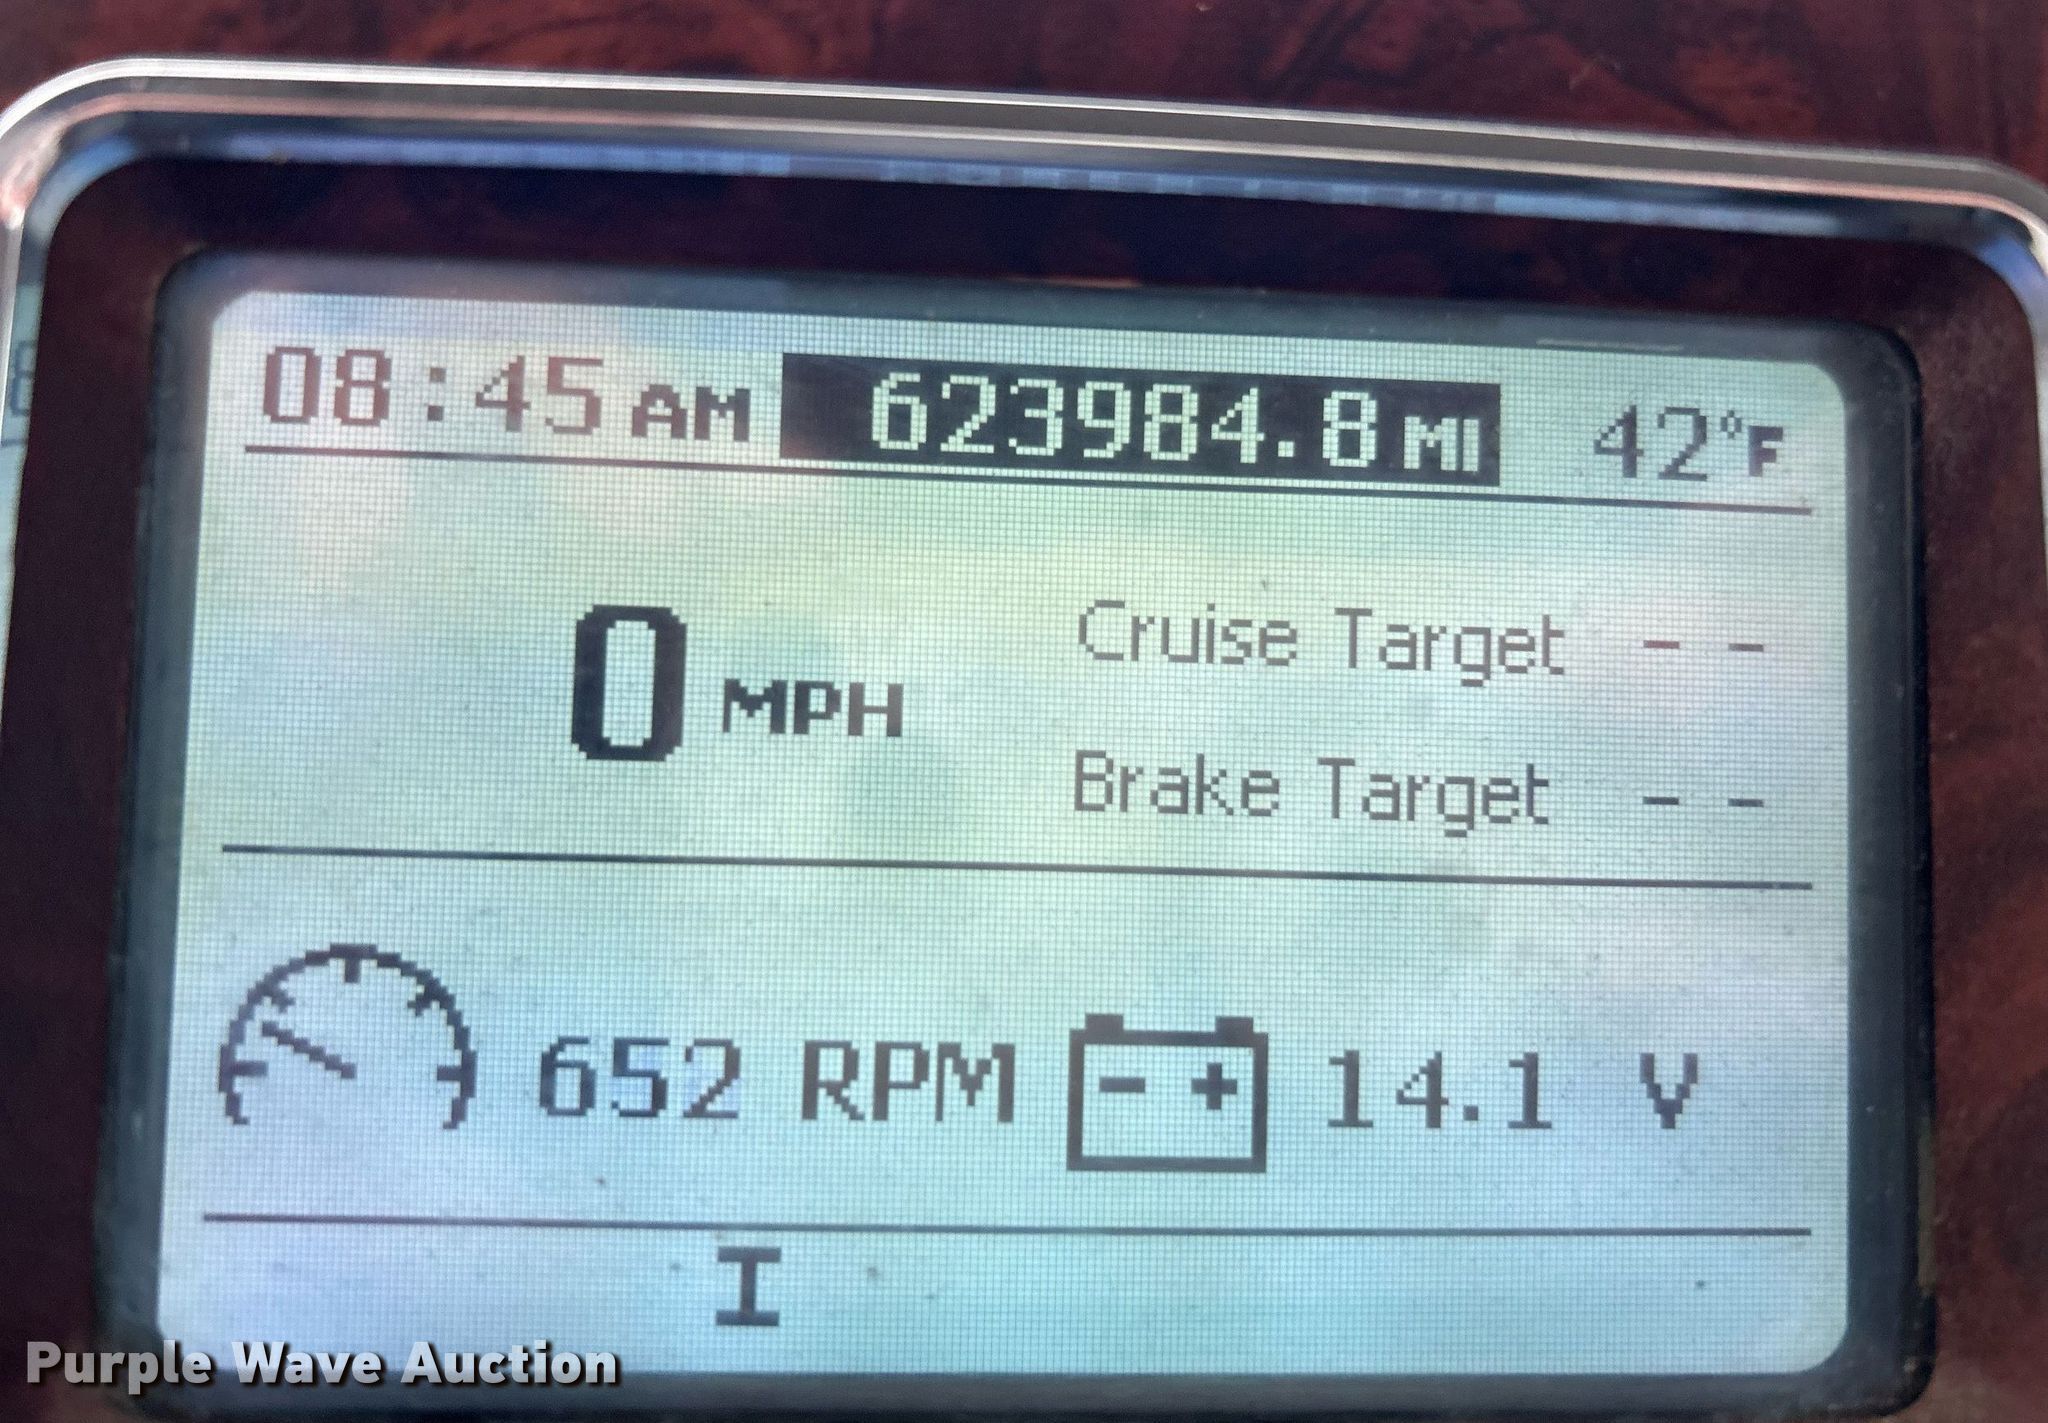 08:45 AM 623984.8 MI 42°F
0 MPH
Cruise Target - -
Brake Target - -
652 RPM - + 14.1 V
I
Purple Wave Auction